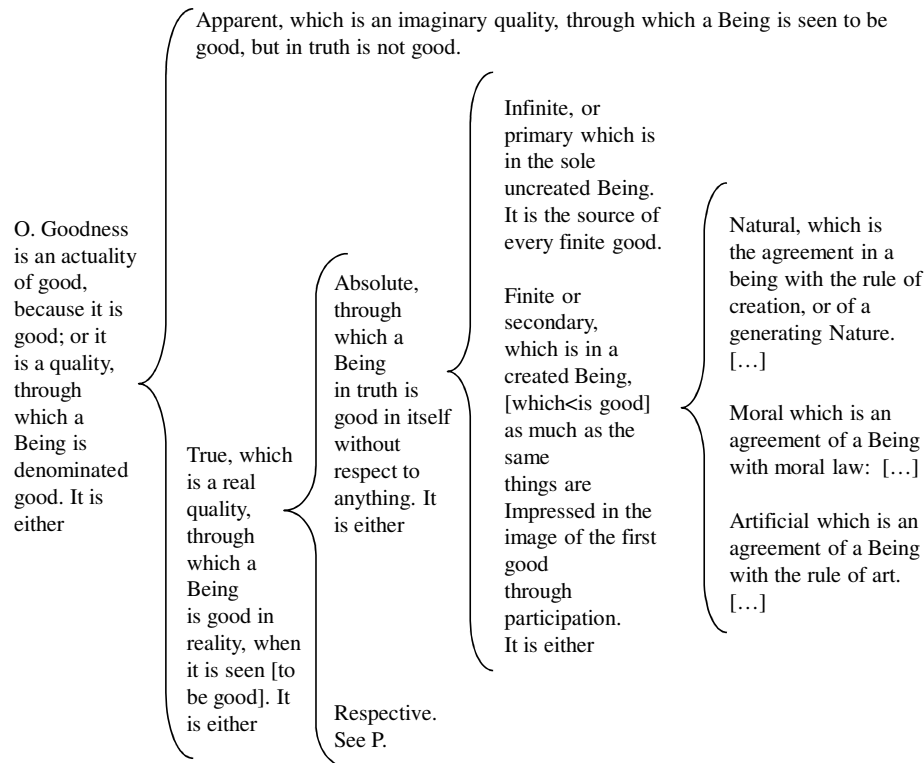 Apparent, which is an imaginary quality, through which a Being is seen to be
good, but in truth is not good.
O. Goodness
is an actuality
of good,
because it is
good; or it
is a quality,
through
which a
Being is
denominated
good. It is
either
True, which
is a real
quality,
through
which a
Being
is good in
reality, when
it is seen [to
be good]. It
is either
Absolute,
through
which a
Being
in truth is
good in itself
without
respect to
anything. It
is either
Respective.
See P.
Infinite, or
primary which is
in the sole
uncreated Being.
It is the source of
every finite good.
Finite or
secondary,
which is in a
created Being,
[which<is good]
as much as the
same
things are
Impressed in the
image of the first
good
through
participation.
It is either
Natural, which is
the agreement in a
being with the rule of
creation, or of a
generating Nature.
[…]
Moral which is an
agreement of a Being
with moral law: […]
Artificial which is an
agreement of a Being
with the rule of art.
[…]